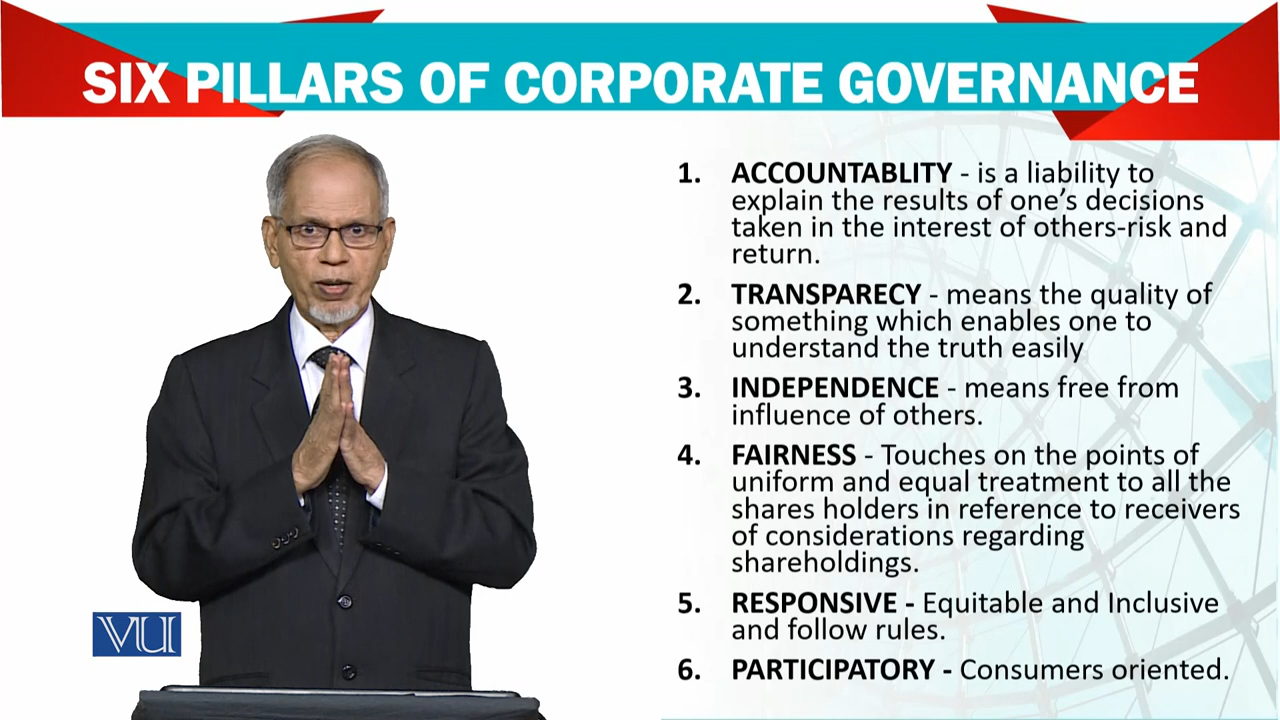 SIX PILLARS OF CORPORATE GOVERNANCE
1. ACCOUNTABLITY - is a liability to
explain the results of one's decisions
taken in the interest of others-risk and
return.
2. TRANSPARECY - means the quality of
something which enables one to
understand the truth easily
3. INDEPENDENCE - means free from
influence of others.
4. FAIRNESS - Touches on the points of
uniform and equal treatment to all the
shares holders in reference to receivers
of considerations regarding
shareholdings.
5. RESPONSIVE - Equitable and Inclusive
and follow rules.
6. PARTICIPATORY - Consumers oriented.
VU